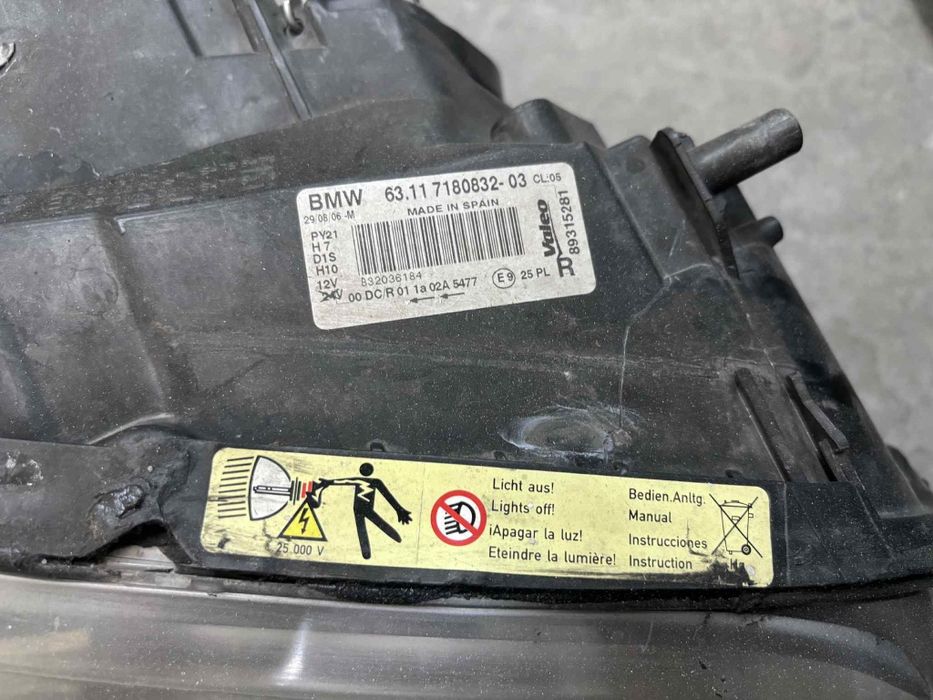 BMW 63.11 7180832-03 CL:05
29/08/06-M MADE IN SPAIN
PY21
H7
D1S
H10
12V
24V
832036184
00 DC/R 01 1a 02A 5477 E9 25 PL
Valeo
89315281
R
25.000 V
Licht aus!
Lights off!
¡Apagar la luz!
Eteindre la lumière!
Bedien.Anltg.
Manual
Instrucciones
Instruction